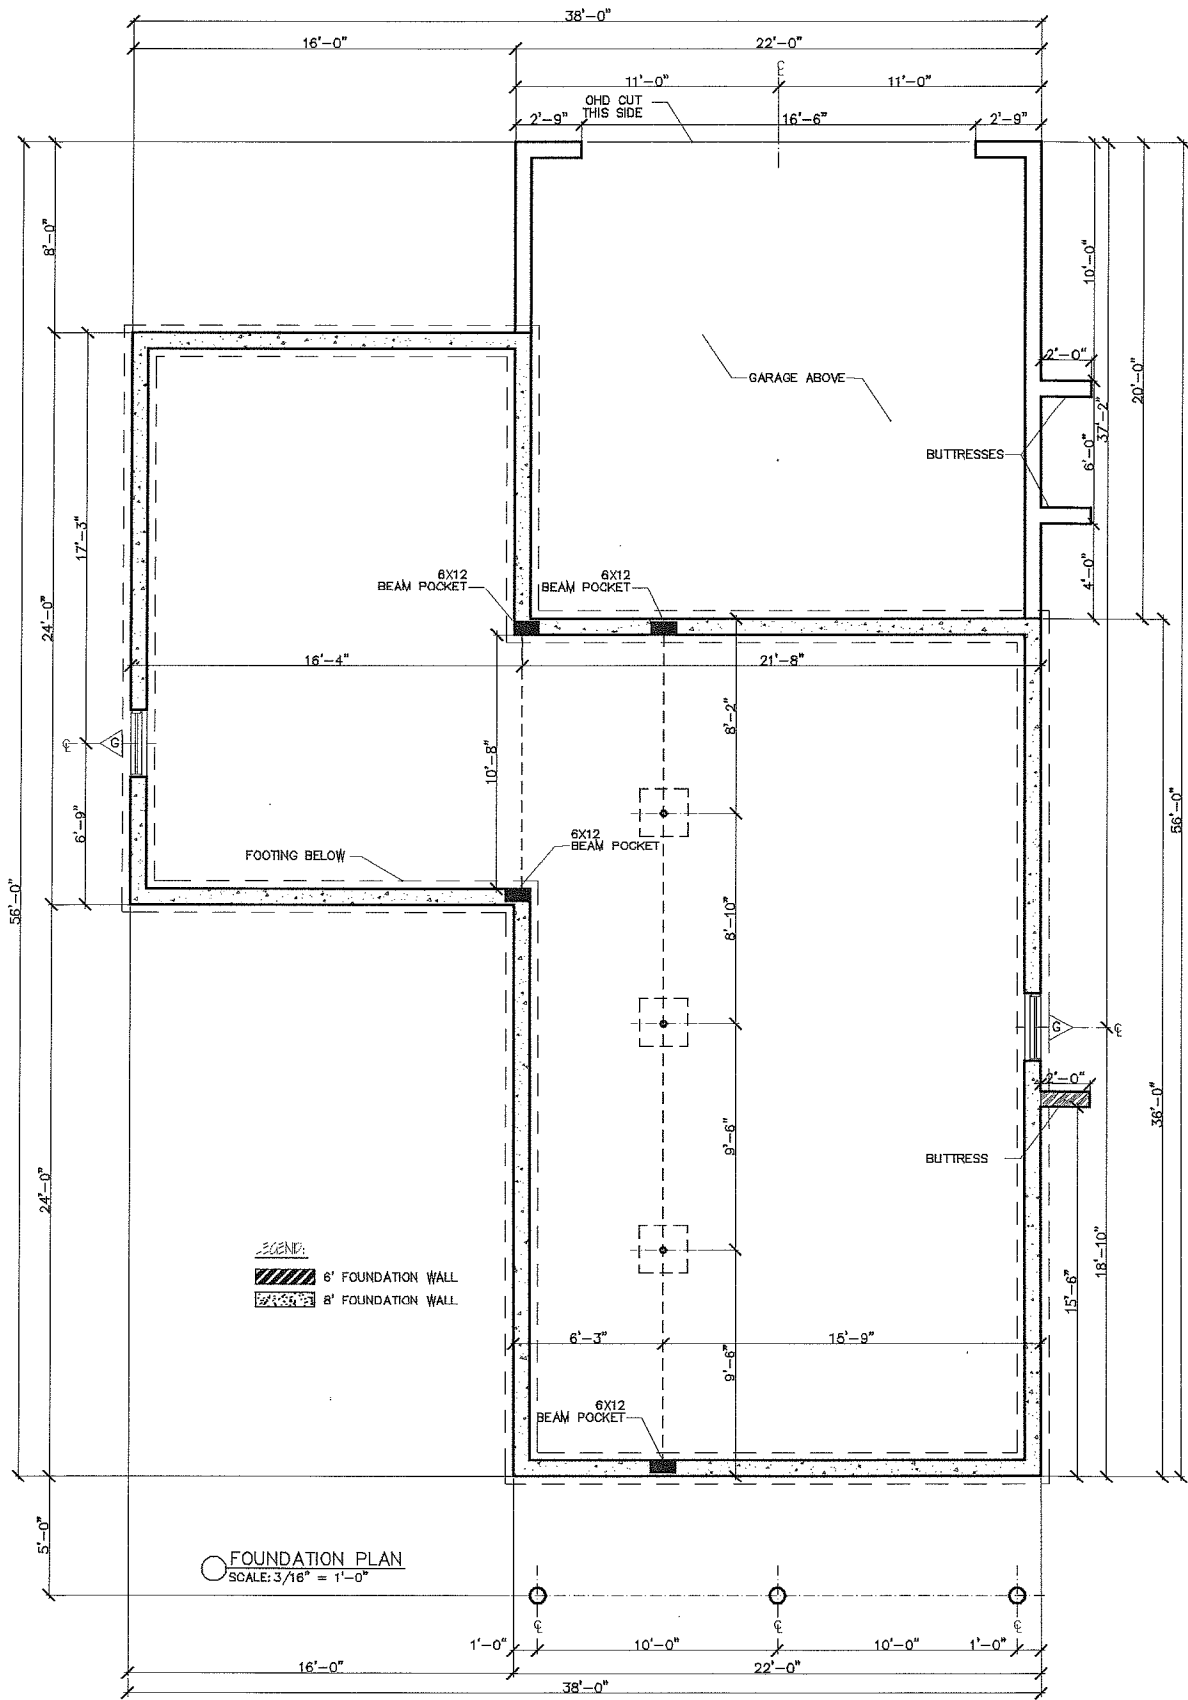 38'-0"
16'-0"
22'-0"
11'-0"
℄
11'-0"
OHD CUT
THIS SIDE
2'-9"
16'-6"
2'-9"
8'-0"
10'-0"
2'-0"
GARAGE ABOVE
20'-0"
37'-2"
BUTTRESSES
6'-0"
17'-3"
6X12
BEAM POCKET
6X12
BEAM POCKET
4'-0"
24'-0"
16'-4"
21'-8"
8'-2"
℄
G
10'-8"
56'-0"
6'-9"
6X12
BEAM POCKET
FOOTING BELOW
56'-0"
8'-10"
G
℄
2'-0"
36'-0"
9'-6"
BUTTRESS
24'-0"
LEGEND:
6' FOUNDATION WALL
8' FOUNDATION WALL
18'-10"
15'-6"
6'-3"
15'-9"
9'-6"
6X12
BEAM POCKET
5'-0"
FOUNDATION PLAN
SCALE: 3/16" = 1'-0"
℄
℄
℄
1'-0"
10'-0"
10'-0"
1'-0"
16'-0"
22'-0"
38'-0"